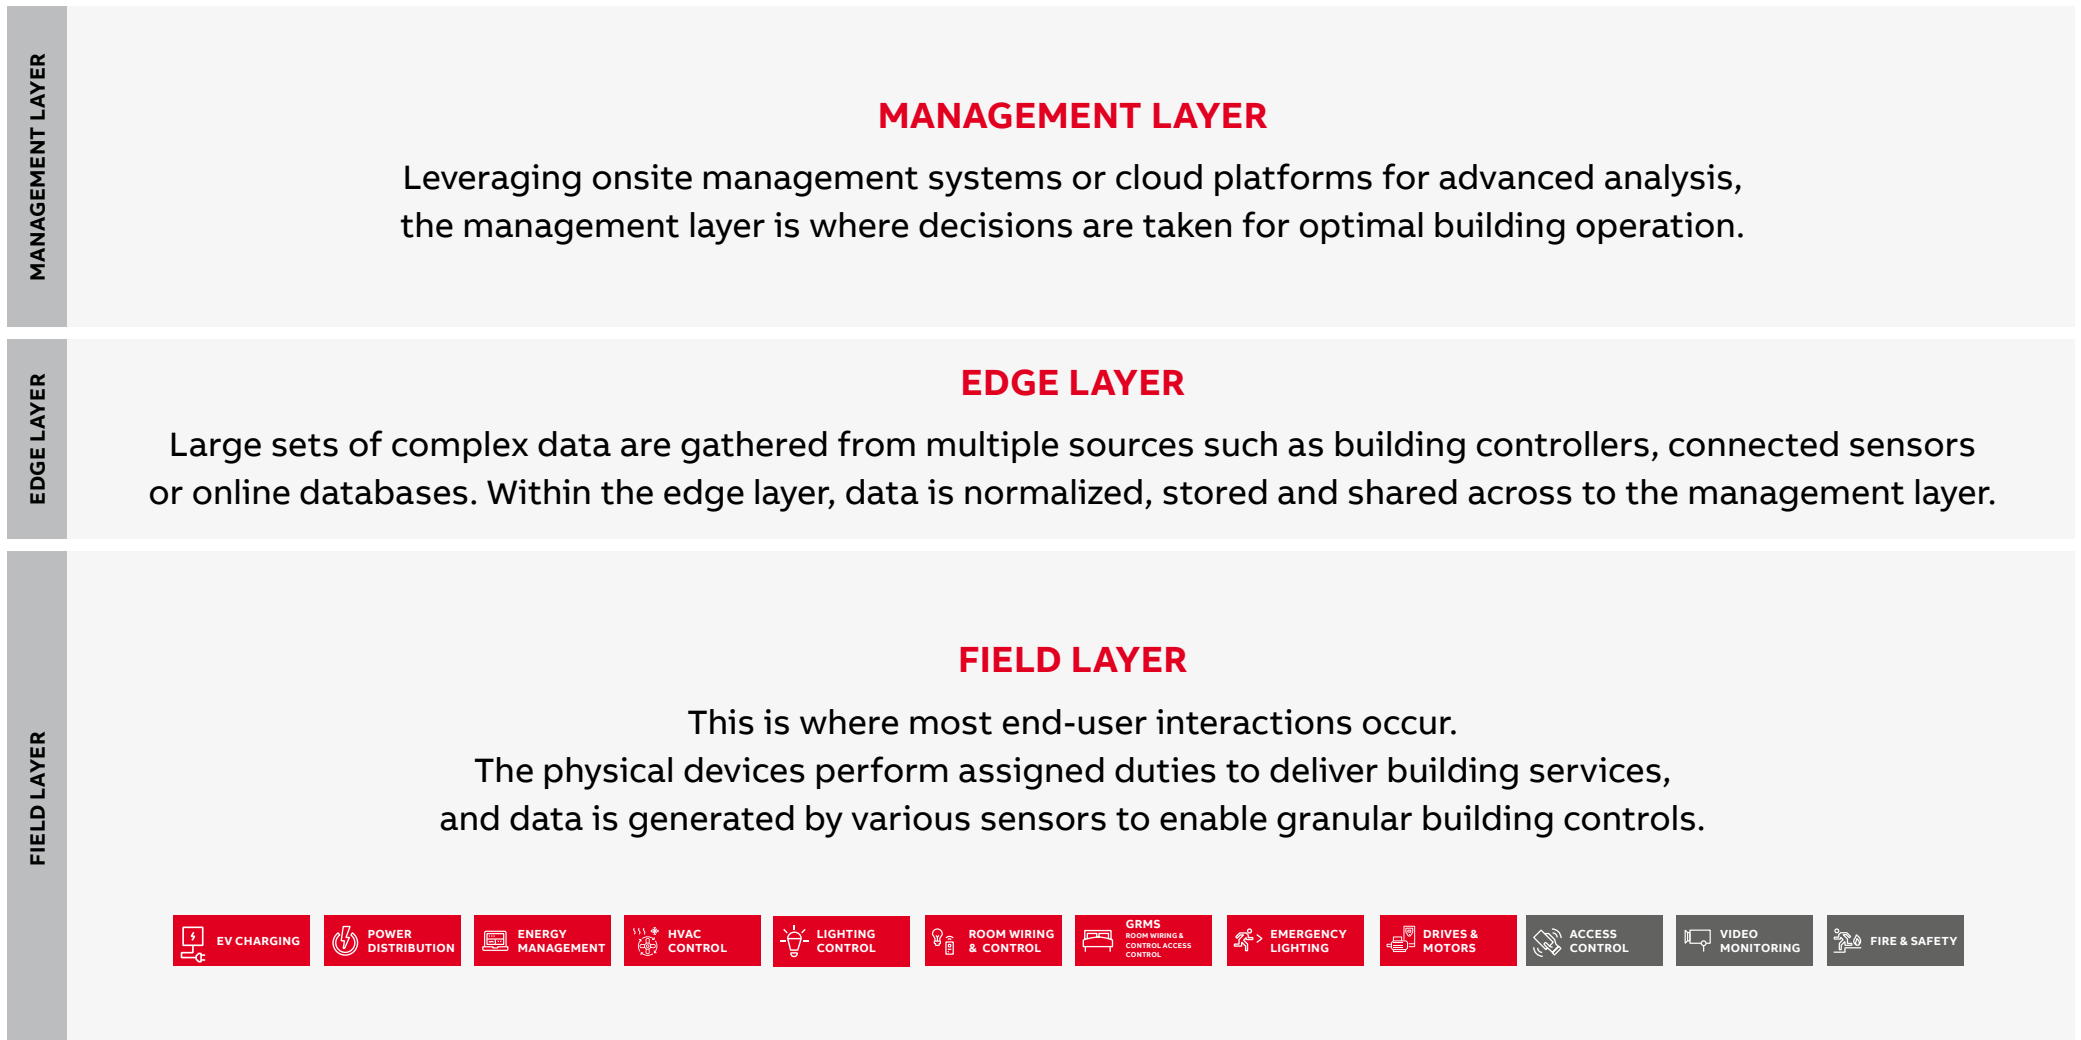 MANAGEMENT LAYER
MANAGEMENT LAYER
Leveraging onsite management systems or cloud platforms for advanced analysis,
the management layer is where decisions are taken for optimal building operation.
EDGE LAYER
EDGE LAYER
Large sets of complex data are gathered from multiple sources such as building controllers, connected sensors
or online databases. Within the edge layer, data is normalized, stored and shared across to the management layer.
FIELD LAYER
FIELD LAYER
This is where most end-user interactions occur.
The physical devices perform assigned duties to deliver building services,
and data is generated by various sensors to enable granular building controls.
EV CHARGING
POWER
DISTRIBUTION
ENERGY
MANAGEMENT
HVAC
CONTROL
LIGHTING
CONTROL
ROOM WIRING
& CONTROL
GRMS
ROOM WIRING &
CONTROL ACCESS
CONTROL
EMERGENCY
LIGHTING
DRIVES &
MOTORS
ACCESS
CONTROL
VIDEO
MONITORING
FIRE & SAFETY